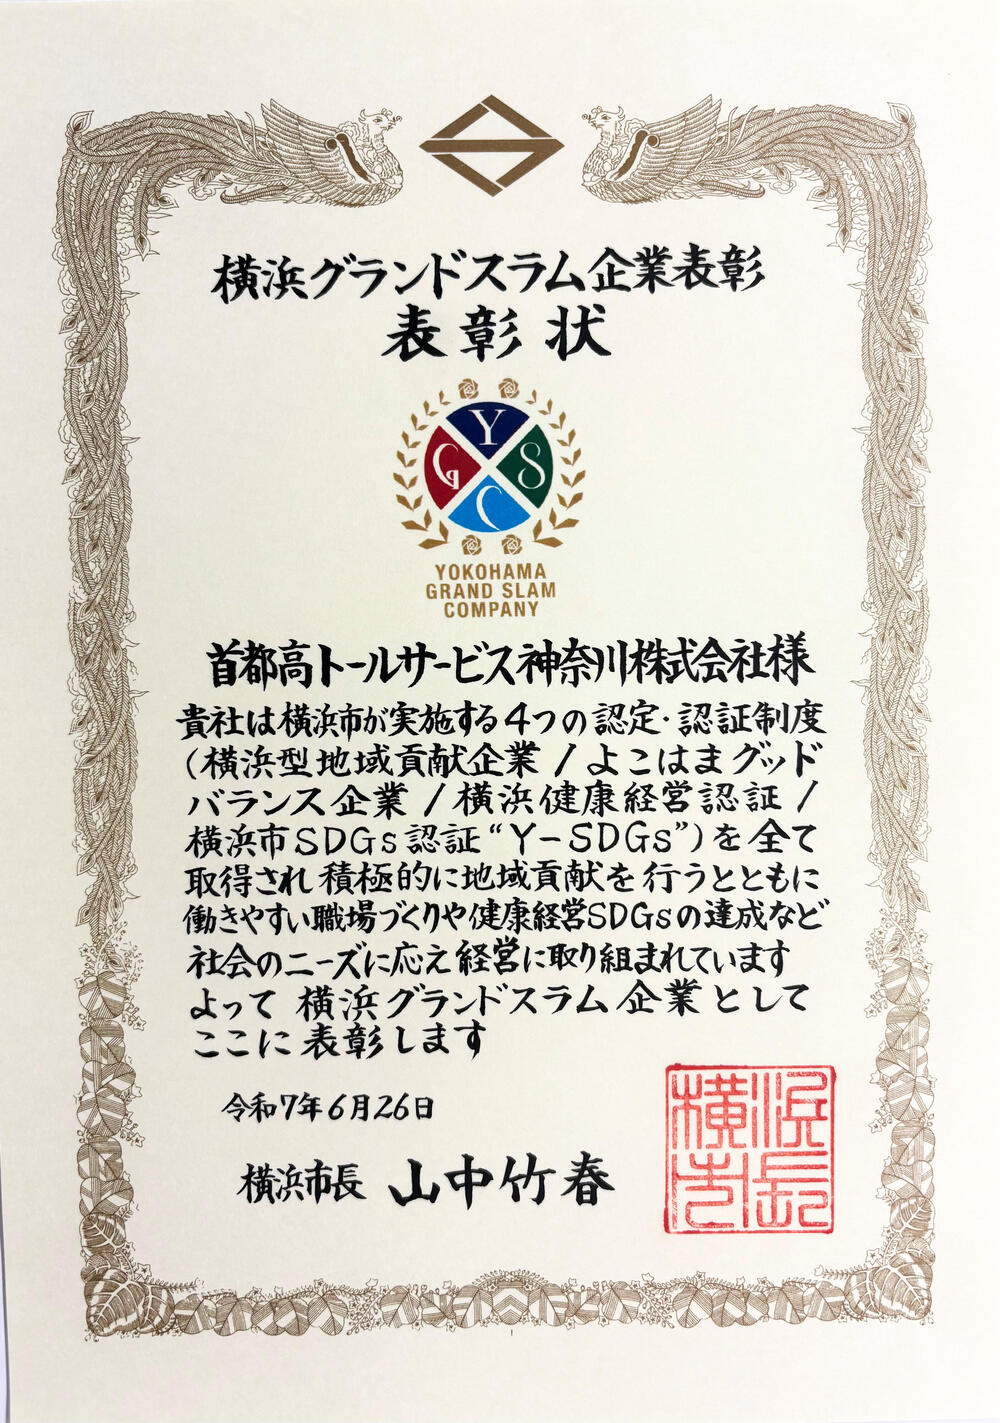 横浜グランドスラム企業表彰
表彰状
Y
G S
C
YOKOHAMA
GRAND SLAM
COMPANY
首都高トールサービス神奈川株式会社様
貴社は横浜市が実施する4つの認定・認証制度
(横浜型地域貢献企業/よこはまグッド
バランス企業/横浜健康経営認証/
横浜市SDGs認証“Y-SDGs”)を全て
取得され積極的に地域貢献を行うとともに
働きやすい職場づくりや健康経営SDGsの達成など
社会のニーズに応え経営に取り組まれています
よって横浜グランドスラム企業として
ここに表彰します
令和7年6月26日
横浜市長 山中竹春
横浜
市長